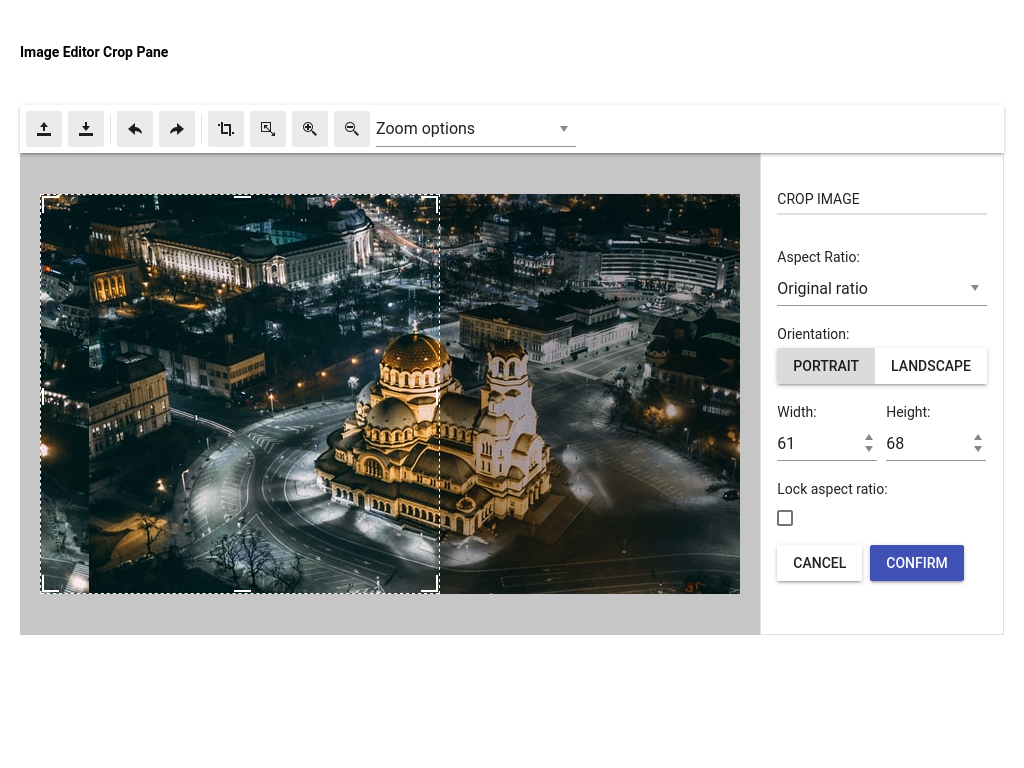 Image Editor Crop Pane
Zoom options
CROP IMAGE
Aspect Ratio:
Original ratio
Orientation:
PORTRAIT LANDSCAPE
Width: Height:
61 68
Lock aspect ratio:
CANCEL CONFIRM